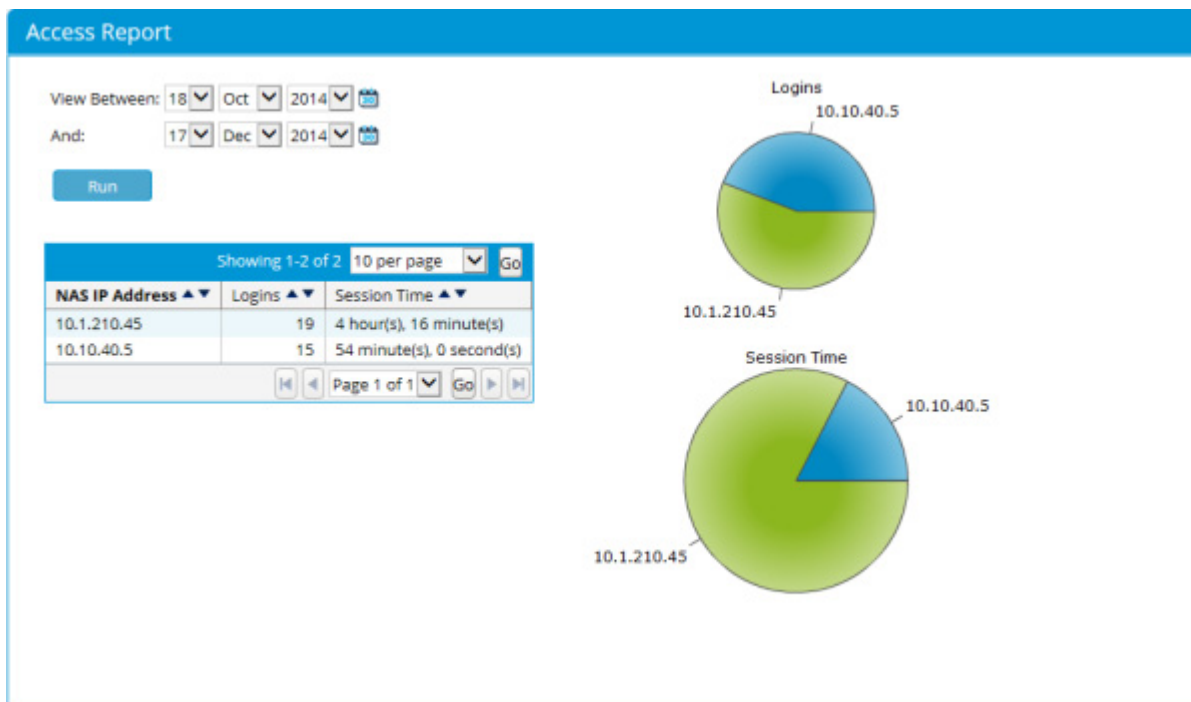 Access Report
View Between: 18 Oct 2014
And: 17 Dec 2014
Run
Showing 1-2 of 2 10 per page Go
NAS IP Address Logins Session Time
10.1.210.45 19 4 hour(s), 16 minute(s)
10.10.40.5 15 54 minute(s), 0 second(s)
Page 1 of 1 Go
Logins
10.10.40.5
10.1.210.45
Session Time
10.10.40.5
10.1.210.45